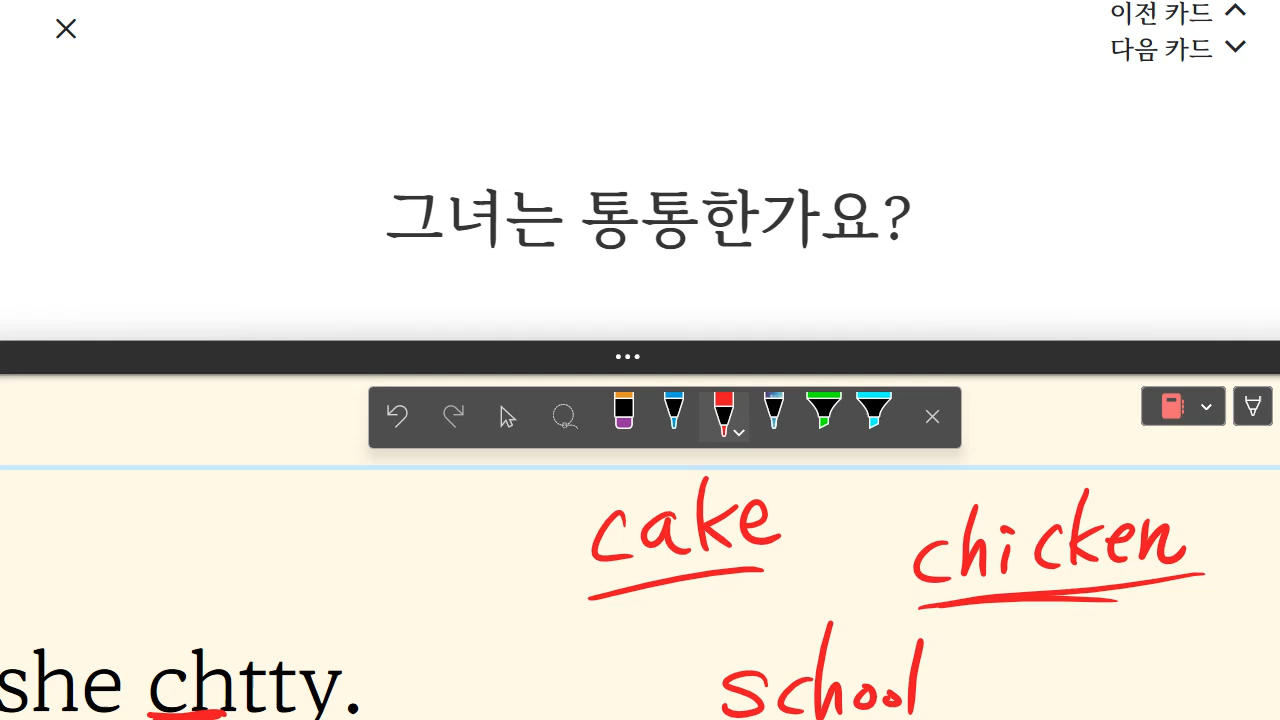 이전 카드
다음 카드
그녀는 통통한가요?
cake
chicken
she chtty.
school